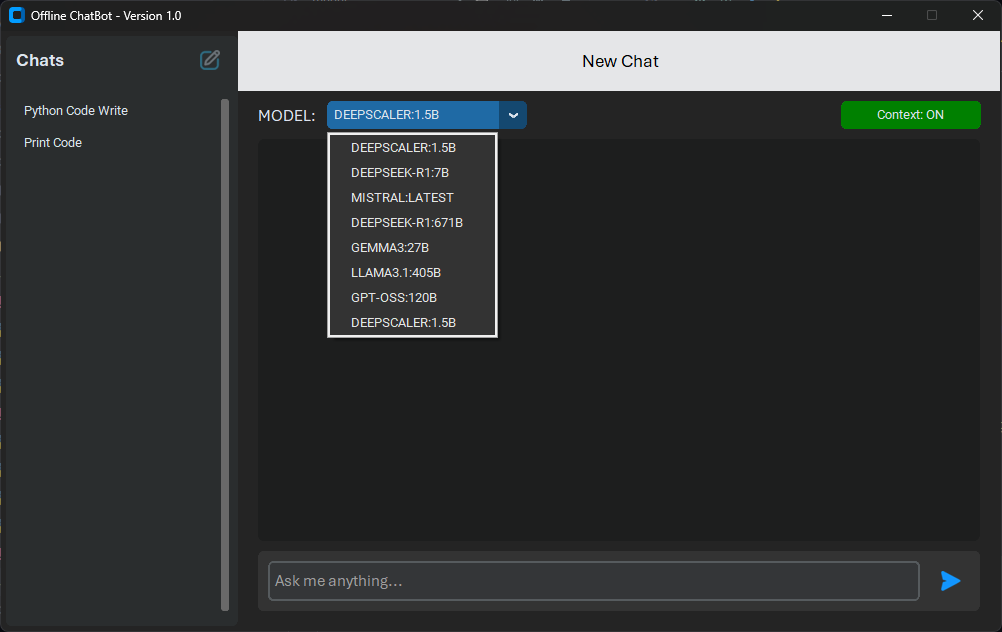 Offline ChatBot - Version 1.0
Chats
Python Code Write
Print Code
New Chat
MODEL: DEEPSCALER:1.5B
Context: ON
DEEPSCALER:1.5B
DEEPSEEK-R1:7B
MISTRAL:LATEST
DEEPSEEK-R1:671B
GEMMA3:27B
LLAMA3.1:405B
GPT-OSS:120B
DEEPSCALER:1.5B
Ask me anything...